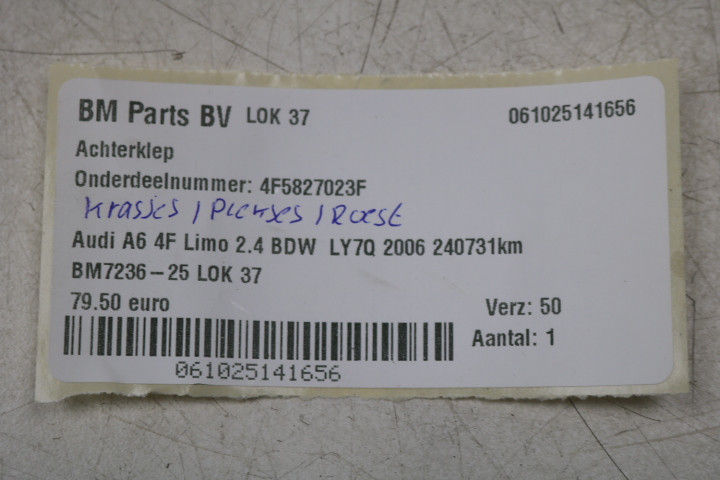 BM Parts BV LOK 37 061025141656
Achterklep
Onderdeelnummer: 4F5827023F
Krasjes / Plekjes / Roest
Audi A6 4F Limo 2.4 BDW LY7Q 2006 240731km
BM7236-25 LOK 37
79.50 euro Verz: 50
Aantal: 1
061025141656